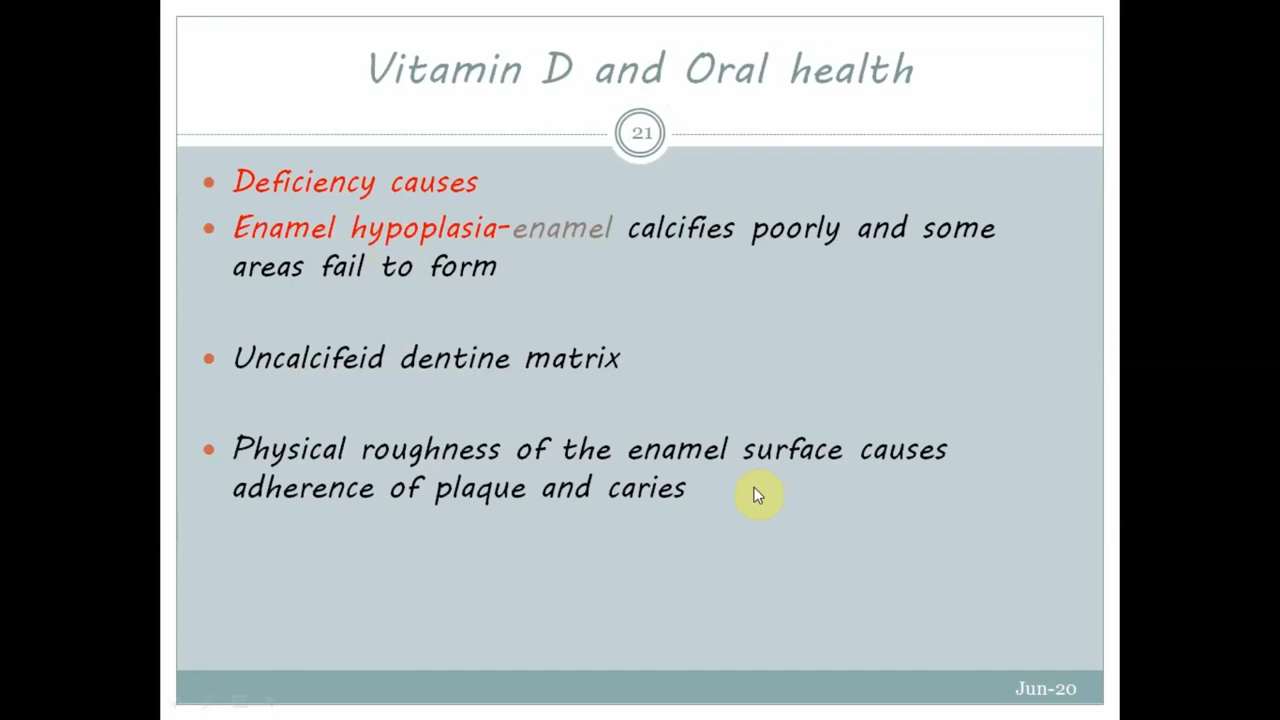 Vitamin D and Oral health
21
• Deficiency causes
• Enamel hypoplasia-enamel calcifies poorly and some
areas fail to form
• Uncalcifeid dentine matrix
• Physical roughness of the enamel surface causes
adherence of plaque and caries
Jun-20